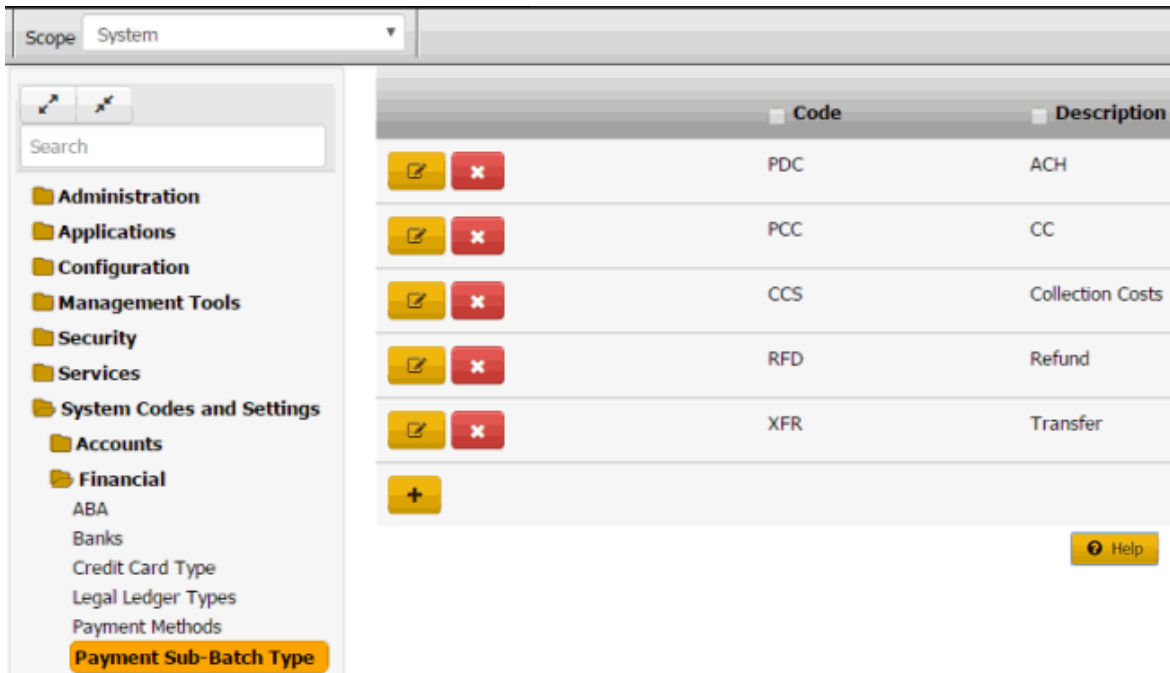 Scope System
Search
Administration
Applications
Configuration
Management Tools
Security
Services
System Codes and Settings
Accounts
Financial
ABA
Banks
Credit Card Type
Legal Ledger Types
Payment Methods
Payment Sub-Batch Type
Code Description
PDC ACH
PCC CC
CCS Collection Costs
RFD Refund
XFR Transfer
Help